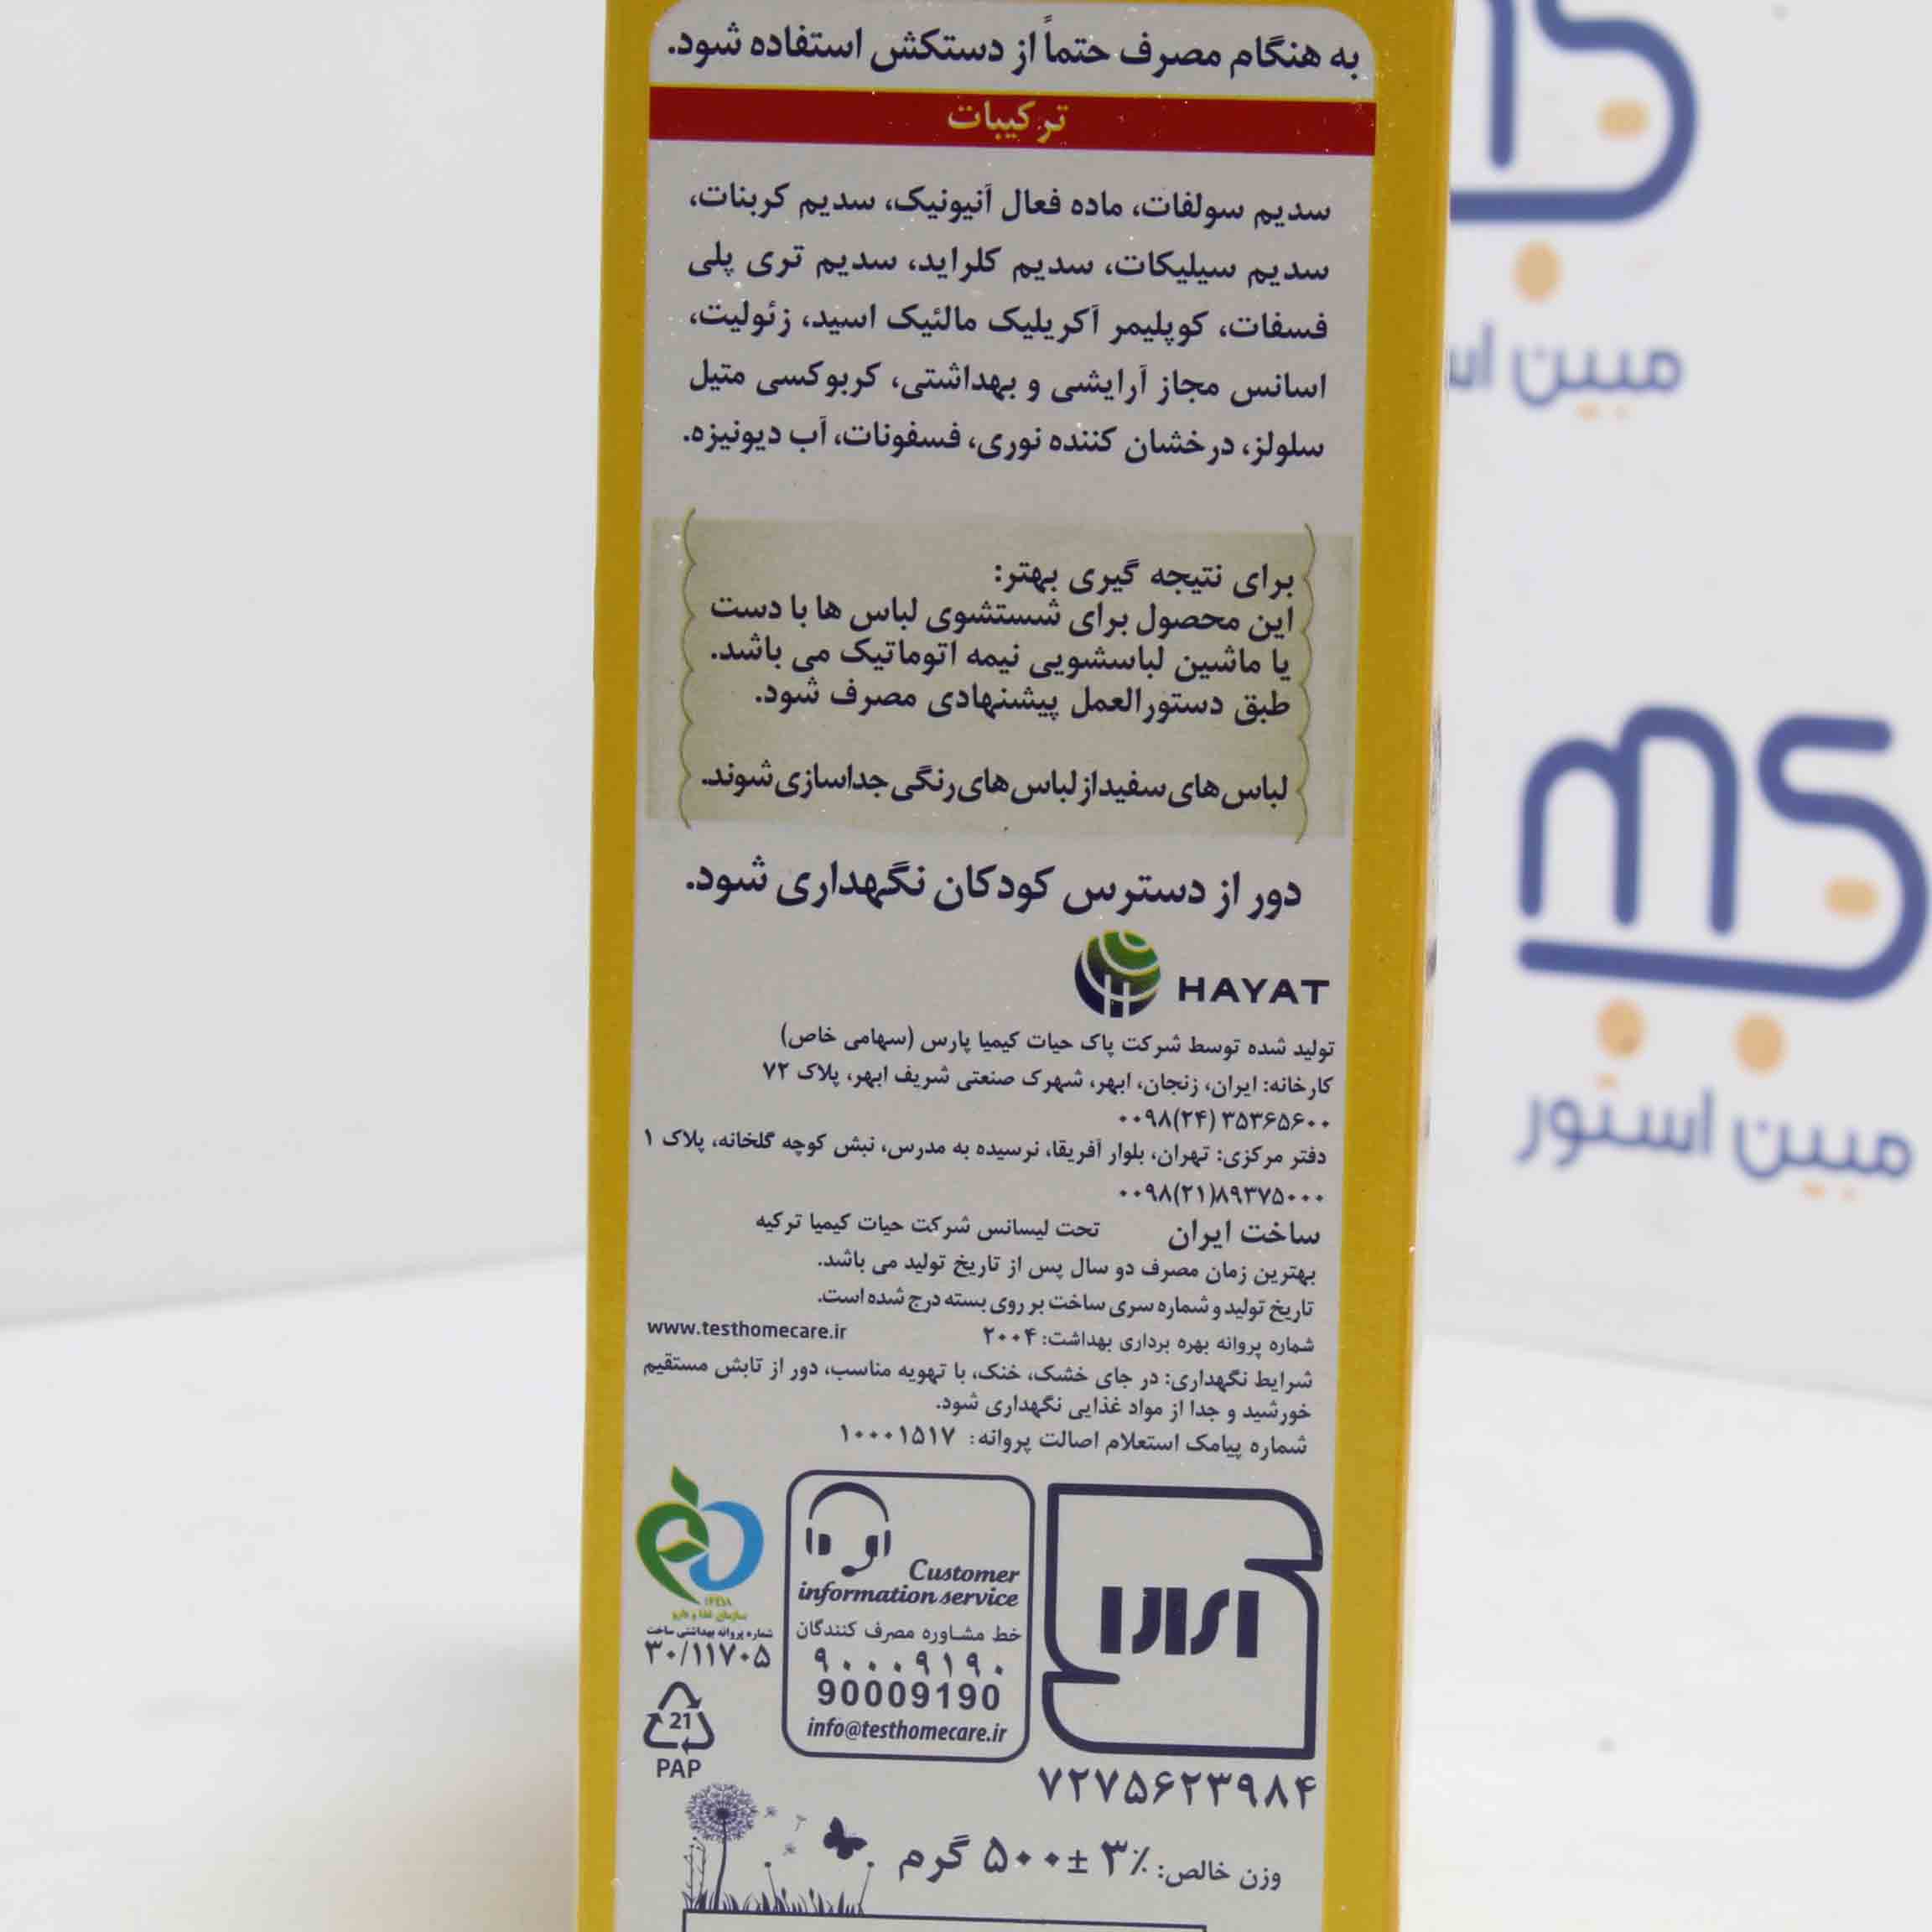 به هنگام مصرف حتماً از دستکش استفاده شود.
ترکیبات
سدیم سولفات، ماده فعال آنیونیک، سدیم کربنات،
سدیم سیلیکات، سدیم کلراید، سدیم تری پلی
فسفات، کوپلیمر آکریلیک مالئیک اسید، زئولیت،
اسانس مجاز آرایشی و بهداشتی، کربوکسی متیل
سلولز، درخشان کننده نوری، فسفونات، آب دیونیزه.
برای نتیجه گیری بهتر:
این محصول برای شستشوی لباس ها با دست
یا ماشین لباسشویی نیمه اتوماتیک می باشد.
طبق دستورالعمل پیشنهادی مصرف شود.
لباس های سفید از لباس های رنگی جداسازی شوند.
دور از دسترس کودکان نگهداری شود.
HAYAT
تولید شده توسط شرکت پاک حیات کیمیا پارس (سهامی خاص)
کارخانه: ایران، زنجان، ابهر، شهرک صنعتی شریف ابهر، پلاک ۷۲
۰۰۹۸(۲۴) ۳۵۳۶۵۶۰۰
دفتر مرکزی: تهران، بلوار آفریقا، نرسیده به مدرس، نبش کوچه گلخانه، پلاک ۱
۰۰۹۸(۲۱)۸۹۳۷۵۰۰۰
ساخت ایران تحت لیسانس شرکت حیات کیمیا ترکیه
بهترین زمان مصرف دو سال پس از تاریخ تولید می باشد.
تاریخ تولید و شماره سری ساخت بر روی بسته درج شده است.
شماره پروانه بهره برداری بهداشت: ۲۰۰۴ www.testhomecare.ir
شرایط نگهداری: در جای خشک، خنک، با تهویه مناسب، دور از تابش مستقیم
خورشید و جدا از مواد غذایی نگهداری شود.
شماره پیامک استعلام اصالت پروانه: ۱۰۰۰۱۵۱۷
Customer
information service
خط مشاوره مصرف کنندگان
۹۰۰۰۹۱۹۰
90009190
info@testhomecare.ir
IFDA
سازمان غذا و دارو
شماره پروانه بهداشتی ساخت
۳۰/۱۱۷۰۵
21
PAP
۷۲۷۵۶۲۳۹۸۴
وزن خالص: ۳٪ ± ۵۰۰ گرم
مبین اس
مبین استور